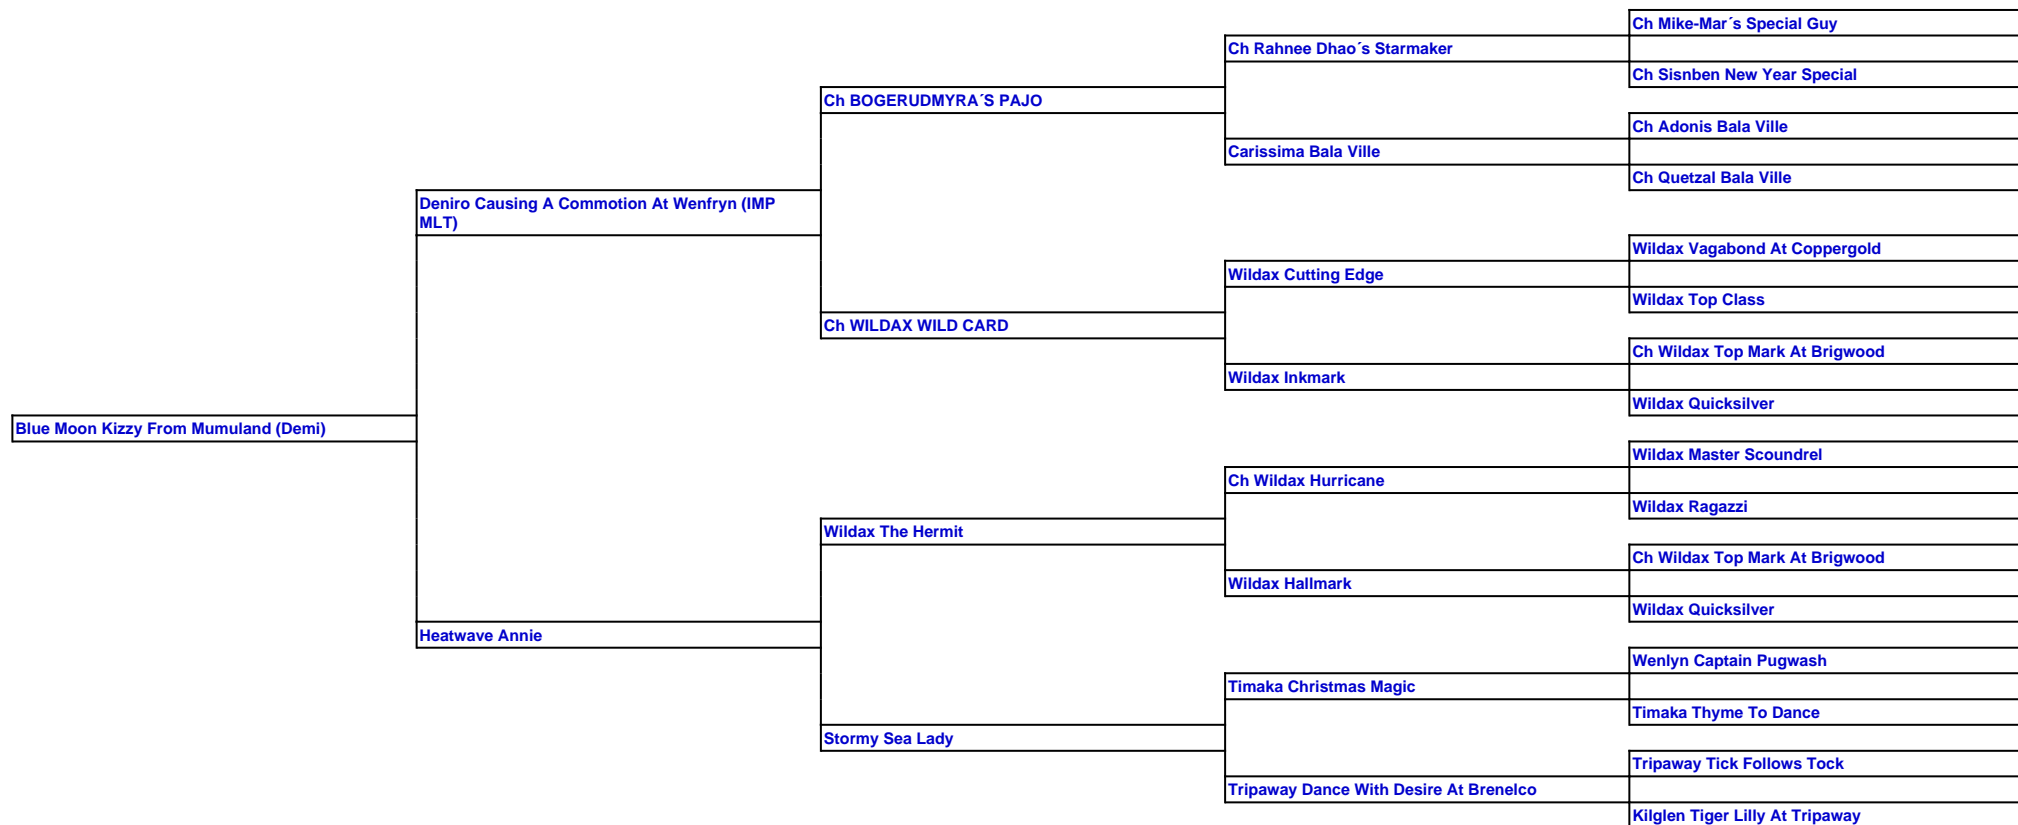 Ch Mike-Mar´s Special Guy
Ch Rahnee Dhao´s Starmaker
Ch Sisnben New Year Special
Ch BOGERUDMYRA´S PAJO
Ch Adonis Bala Ville
Carissima Bala Ville
Ch Quetzal Bala Ville
Deniro Causing A Commotion At Wenfryn (IMP
MLT)
Wildax Vagabond At Coppergold
Wildax Cutting Edge
Wildax Top Class
Ch WILDAX WILD CARD
Ch Wildax Top Mark At Brigwood
Wildax Inkmark
Wildax Quicksilver
Blue Moon Kizzy From Mumuland (Demi)
Wildax Master Scoundrel
Ch Wildax Hurricane
Wildax Ragazzi
Wildax The Hermit
Ch Wildax Top Mark At Brigwood
Wildax Hallmark
Wildax Quicksilver
Heatwave Annie
Wenlyn Captain Pugwash
Timaka Christmas Magic
Timaka Thyme To Dance
Stormy Sea Lady
Tripaway Tick Follows Tock
Tripaway Dance With Desire At Brenelco
Kilglen Tiger Lilly At Tripaway